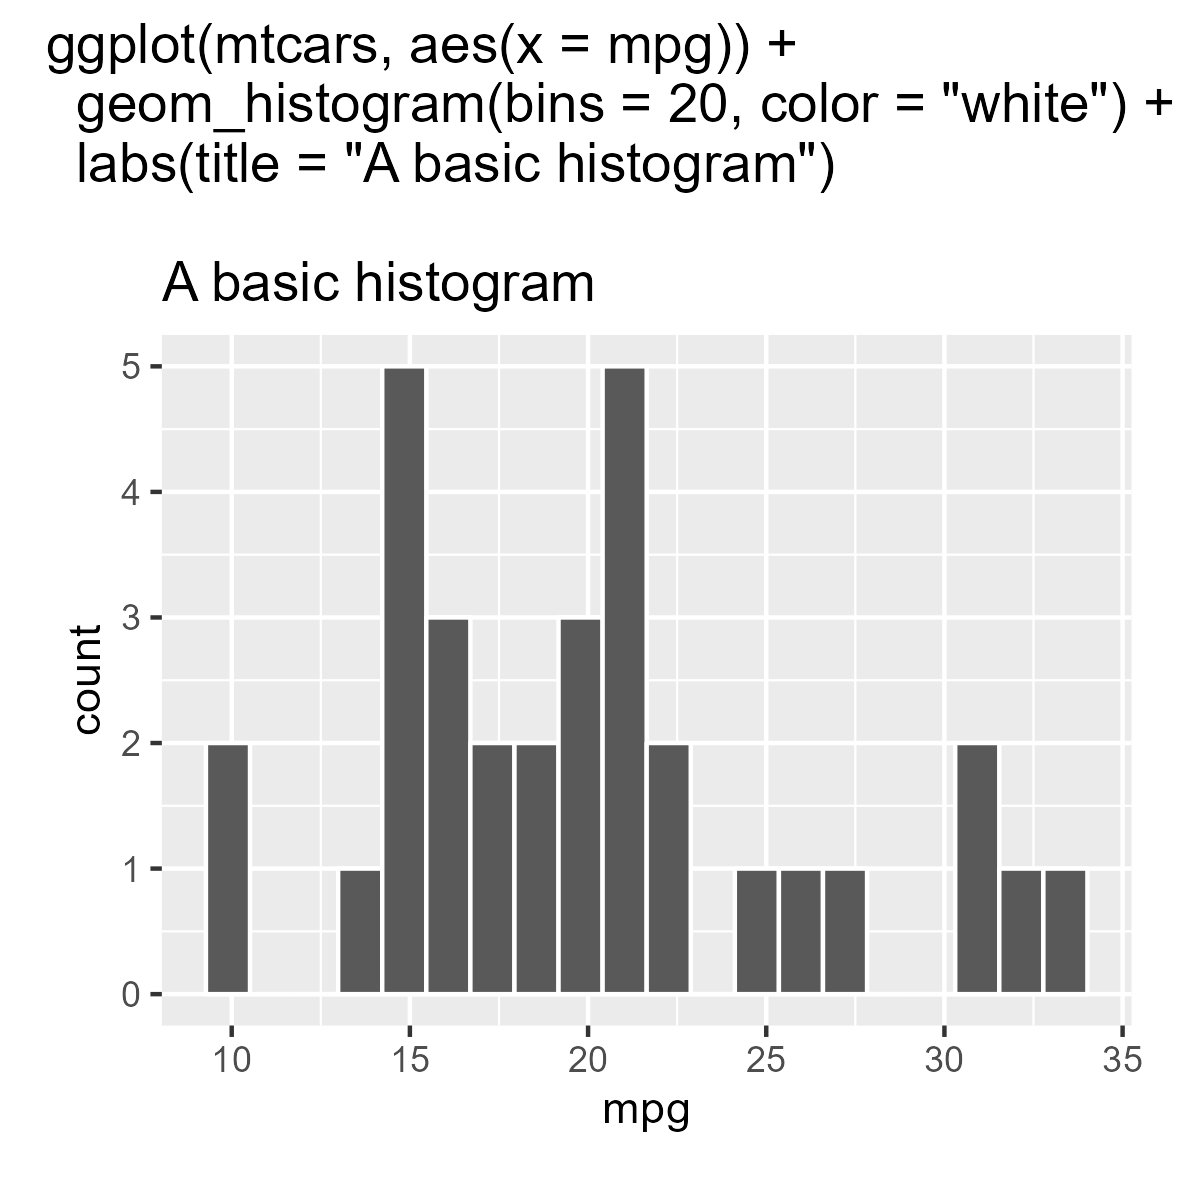 ggplot(mtcars, aes(x = mpg)) +
  geom_histogram(bins = 20, color = "white") +
  labs(title = "A basic histogram")
A basic histogram
5
4
3
2
1
0
count
10 15 20 25 30 35
mpg